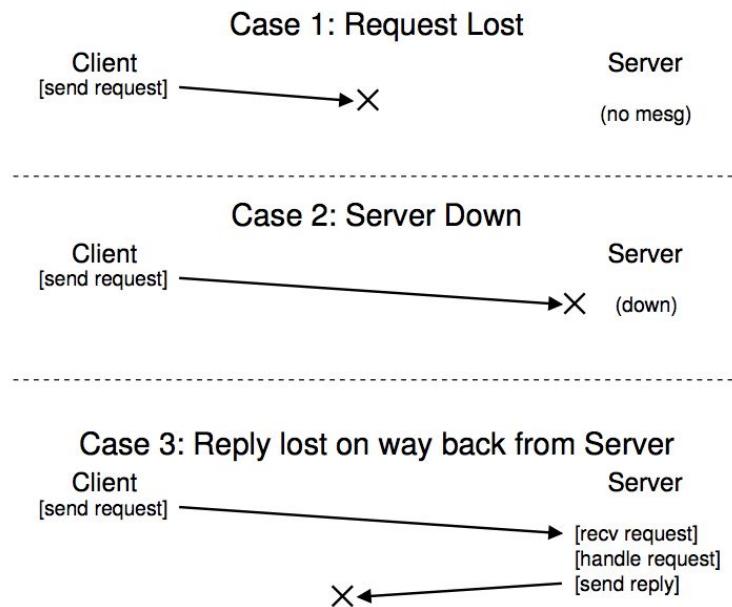 Case 1: Request Lost
Client Server
[send request]
(no mesg)
Case 2: Server Down
Client Server
[send request]
(down)
Case 3: Reply lost on way back from Server
Client Server
[send request]
[recv request]
[handle request]
[send reply]